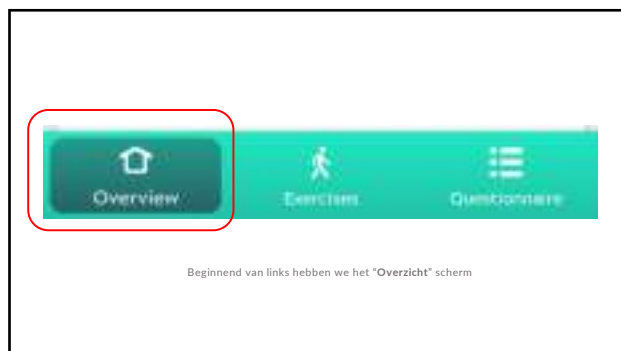 Overview
Exercises
Questionnaire
Beginnend van links hebben we het "Overzicht" scherm